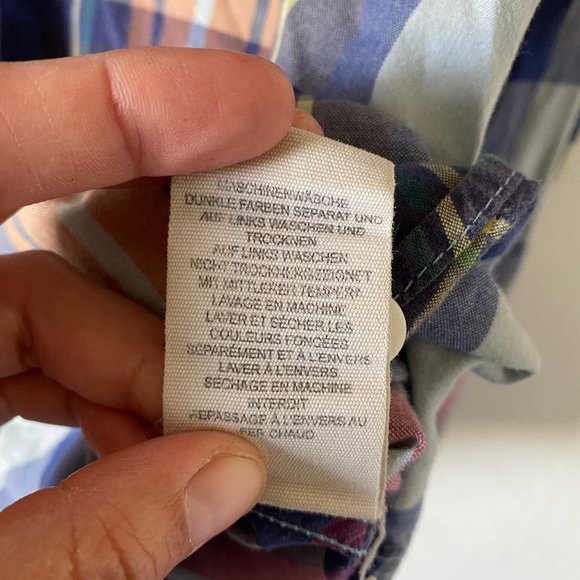 MASCHINENWÄSCHE
DUNKLE FARBEN SEPARAT UND
AUF LINKS WASCHEN UND
TROCKNEN
AUF LINKS WASCHEN
NICHT TROCKNERGEEIGNET
MIT MITTLERER TEMPERT
LAVAGE EN MACHINE
LAVER ET SÉCHER LES
COULEURS FONCÉES
SÉPARÉMENT ET À L'ENVERS
LAVER À L'ENVERS
SECHAGE EN MACHINE
INTERDIT
REPASSAGE À L'ENVERS AU
FER CHAUD